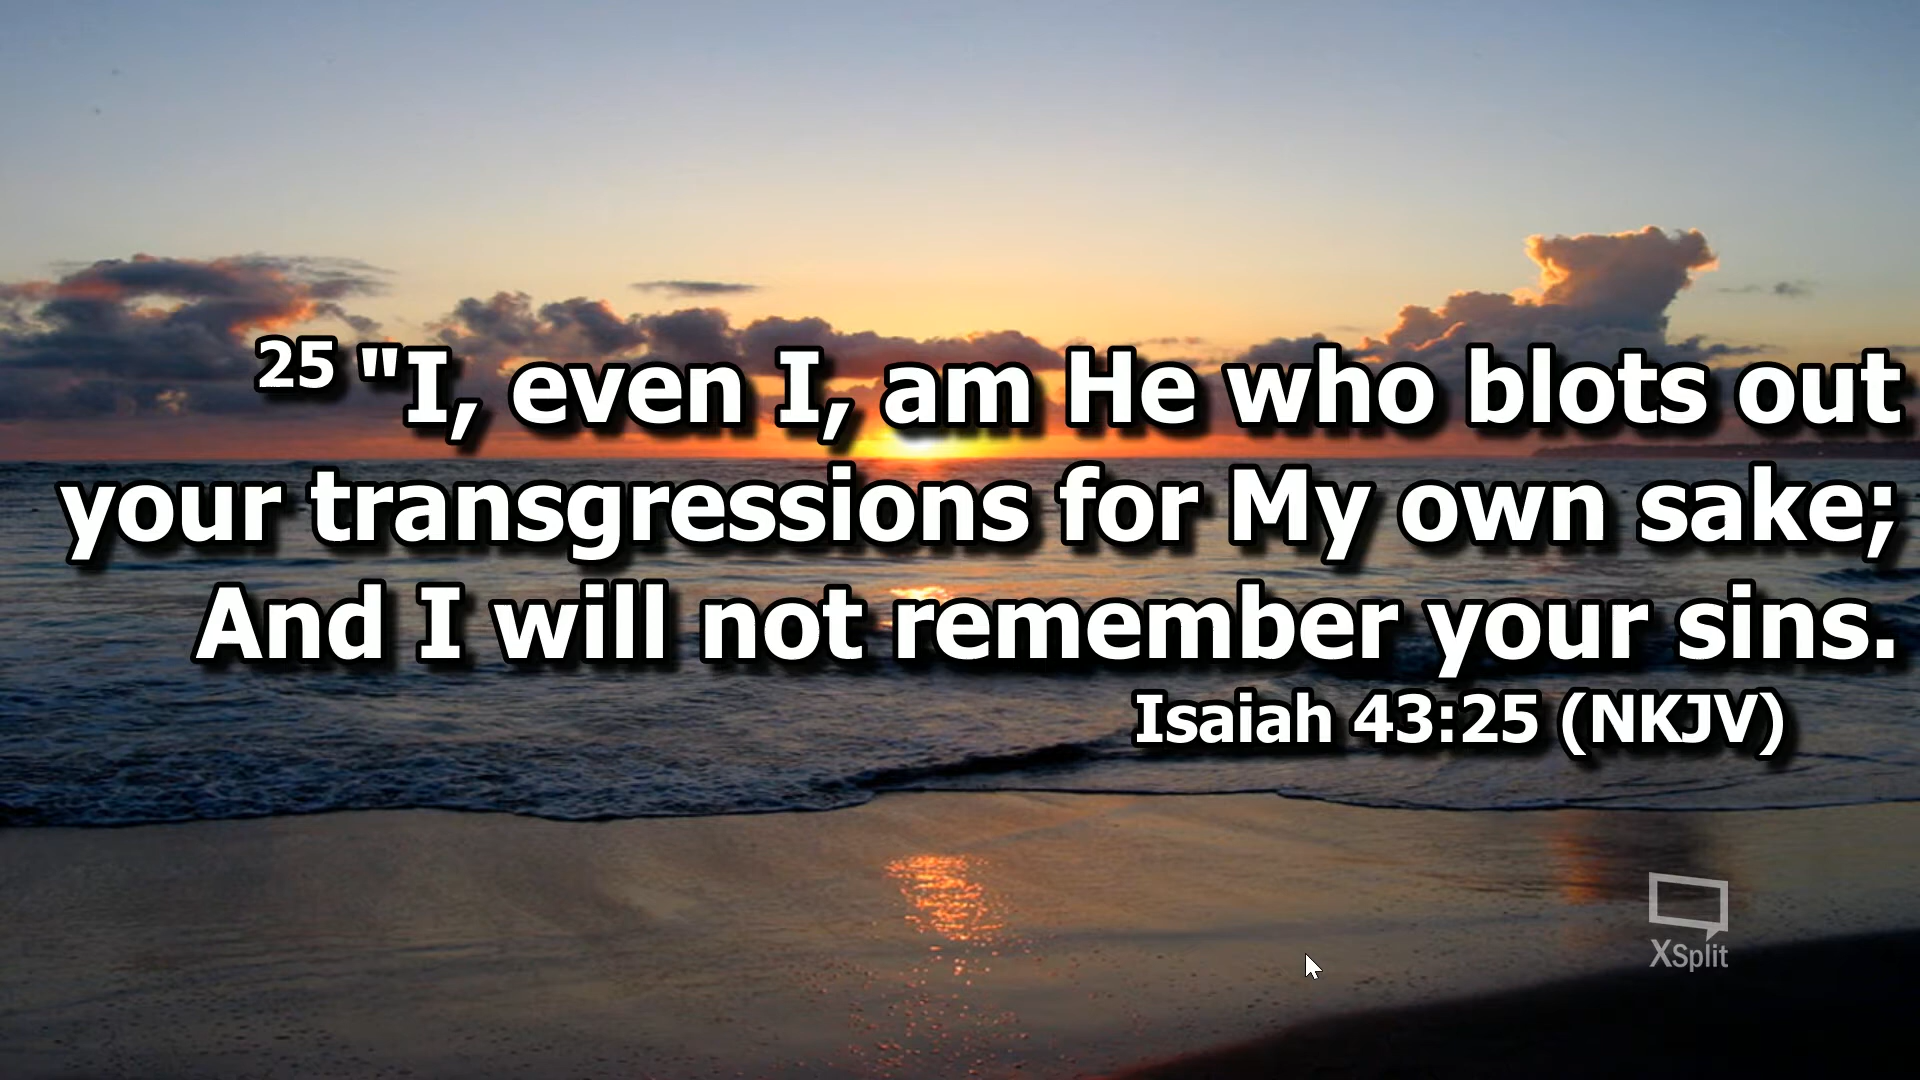 25 "I, even I, am He who blots out
your transgressions for My own sake;
And I will not remember your sins.
Isaiah 43:25 (NKJV)
XSplit